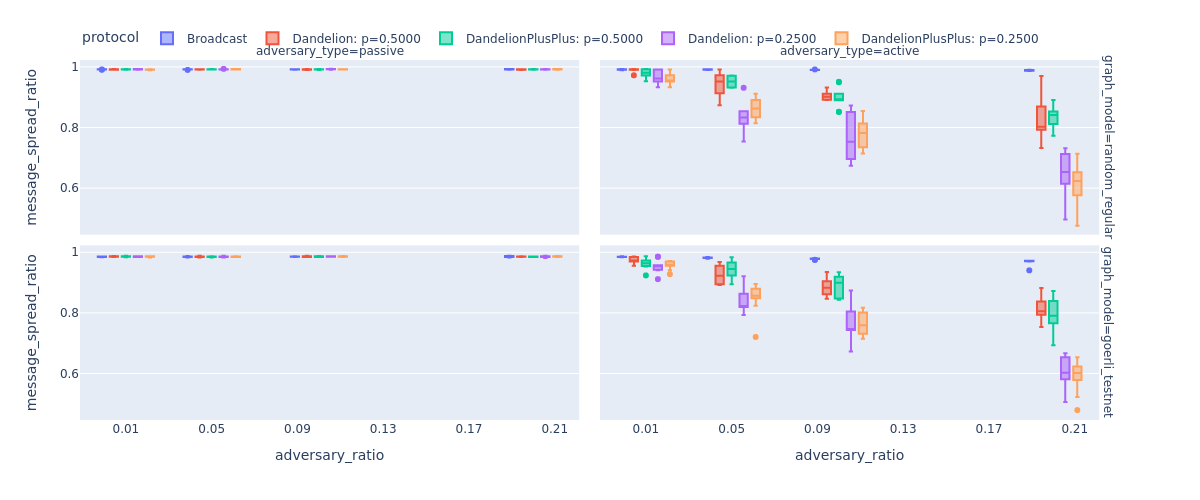 protocol Broadcast Dandelion: p=0.5000 DandelionPlusPlus: p=0.5000 Dandelion: p=0.2500 DandelionPlusPlus: p=0.2500
adversary_type=passive adversary_type=active
message_spread_ratio
1
0.8
0.6
graph_model=random_regular
message_spread_ratio
1
0.8
0.6
graph_model=goerli_testnet
0.01 0.05 0.09 0.13 0.17 0.21 0.01 0.05 0.09 0.13 0.17 0.21
adversary_ratio adversary_ratio